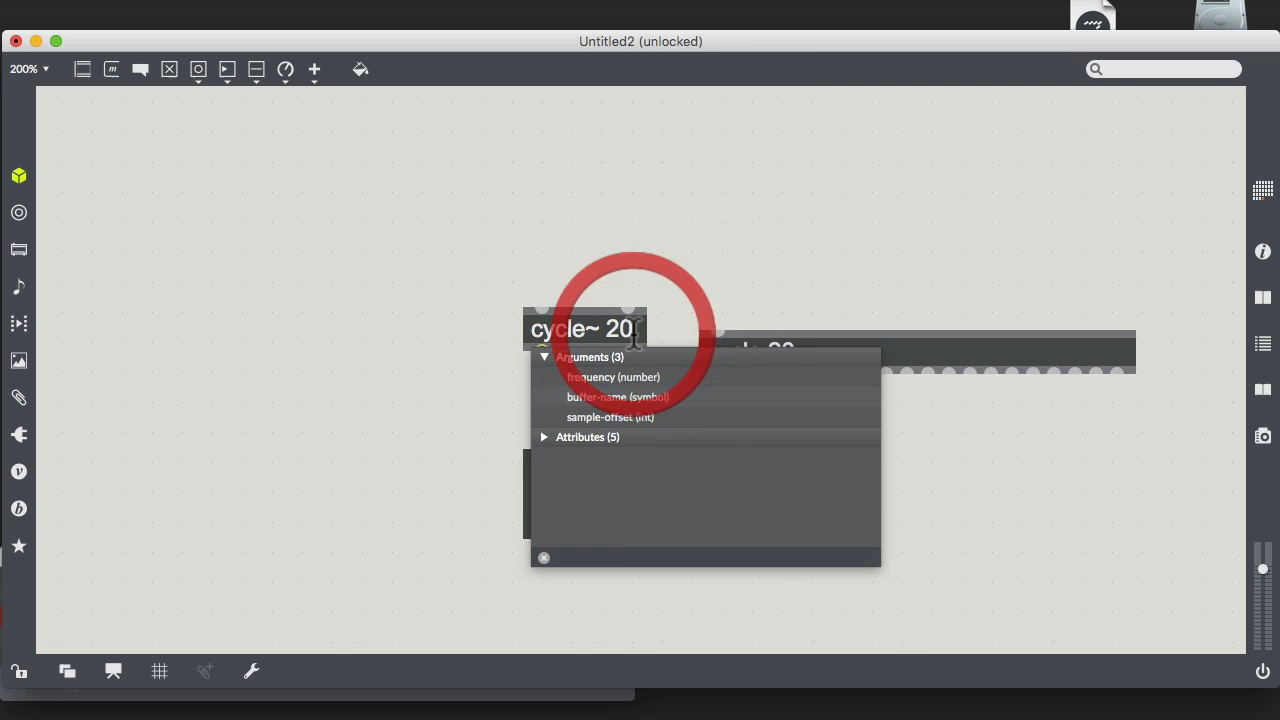 Untitled2 (unlocked)
200%
cycle~ 20
Arguments (3)
frequency (number)
buffer-name (symbol)
sample-offset (int)
Attributes (5)